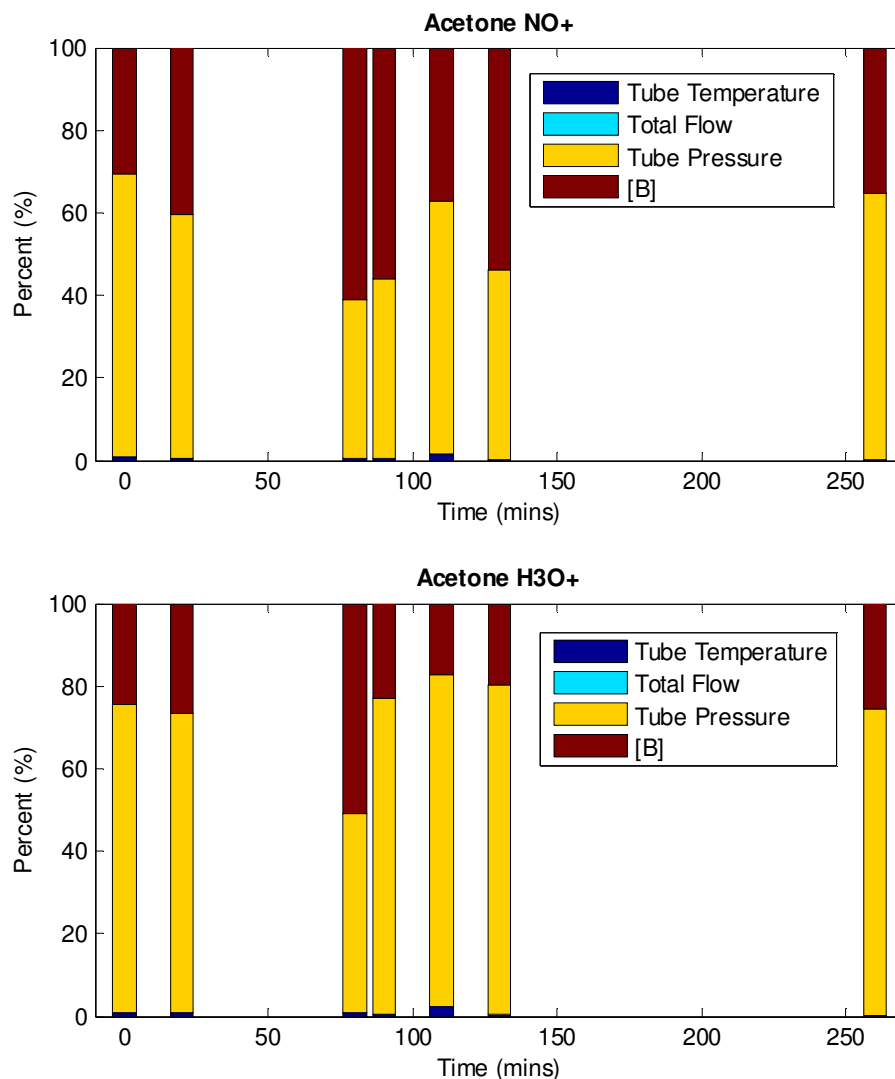 Acetone NO+
100
80
60
40
20
0
Percent (%)
Tube Temperature
Total Flow
Tube Pressure
[B]
0 50 100 150 200 250
Time (mins)
Acetone H3O+
100
80
60
40
20
0
Percent (%)
Tube Temperature
Total Flow
Tube Pressure
[B]
0 50 100 150 200 250
Time (mins)